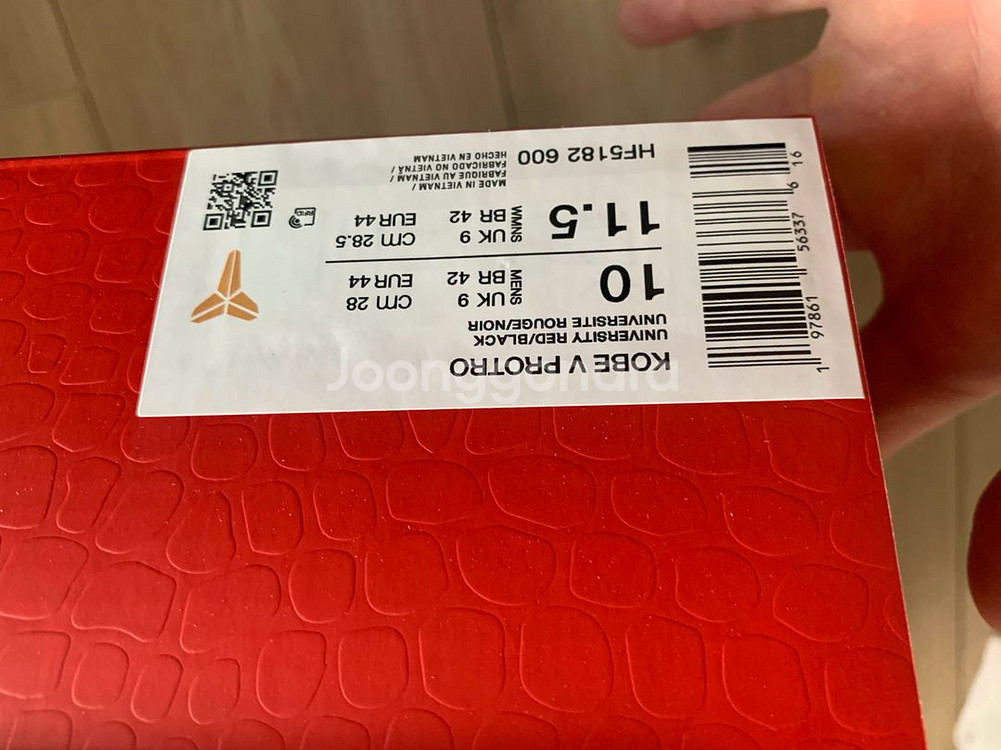 KOBE V PROTRO
UNIVERSITY RED/BLACK
UNIVERSITE ROUGE/NOIR
10
MENS
UK 9
BR 42
cm 28
EUR 44
11.5
WMNS
UK 9
BR 42
cm 28.5
EUR 44
HF5182 600
MADE IN VIETNAM /
FABRIQUE AU VIETNAM /
FABRICADO NO VIETNÃ /
HECHO EN VIETNAM
RFID
1 97861 56337 6 16
Joonggonara